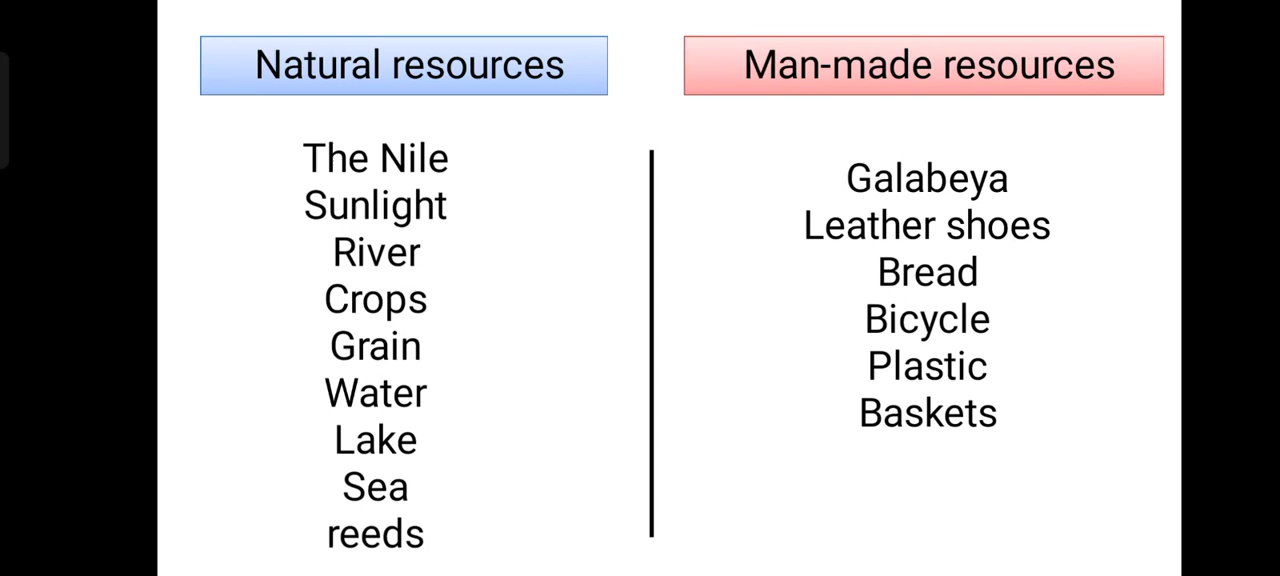 Natural resources
Man-made resources
The Nile
Sunlight
River
Crops
Grain
Water
Lake
Sea
reeds
Galabeya
Leather shoes
Bread
Bicycle
Plastic
Baskets